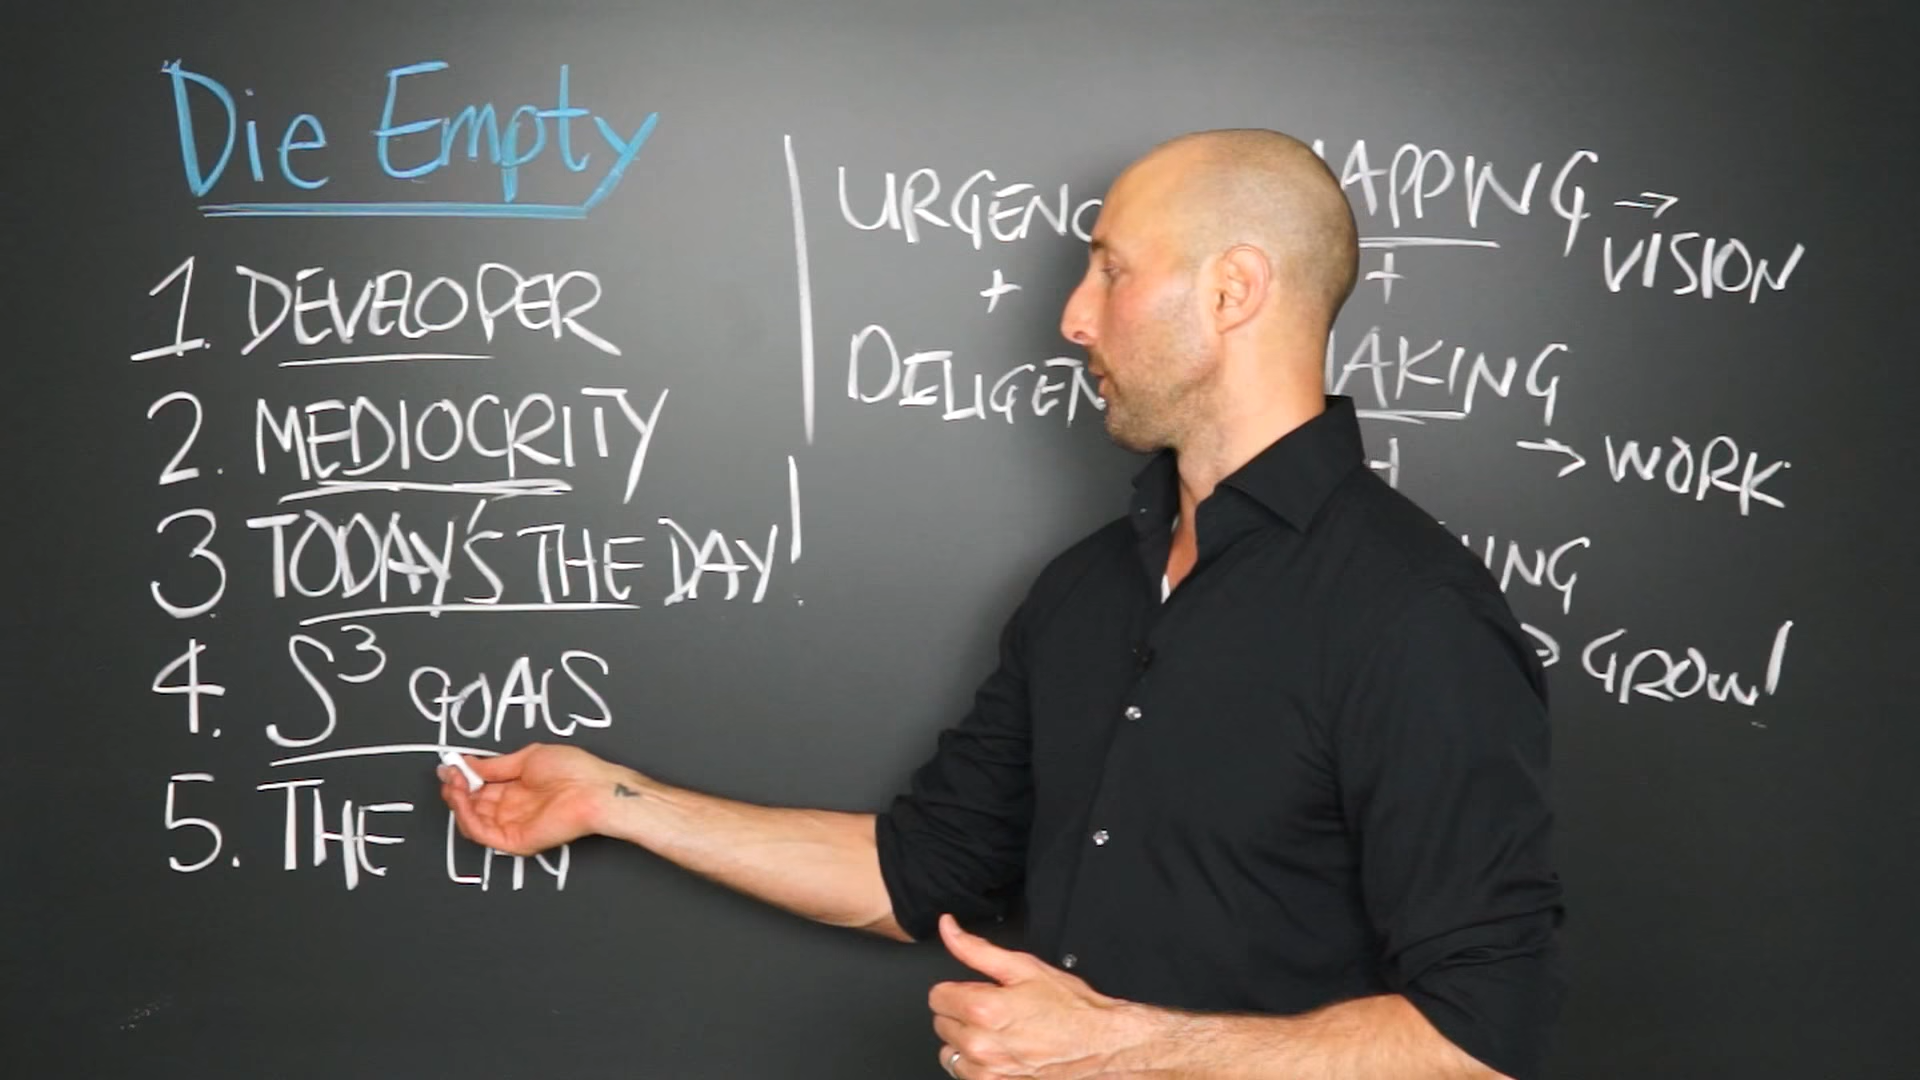 Die Empty
1. DEVELOPER
2. MEDIOCRITY
3. TODAY'S THE DAY!
4. S³ GOALS
5. THE
URGENC
+
DELIGEN
APPING →
VISION
+
AKING
→ WORK
ING
→ GROW!